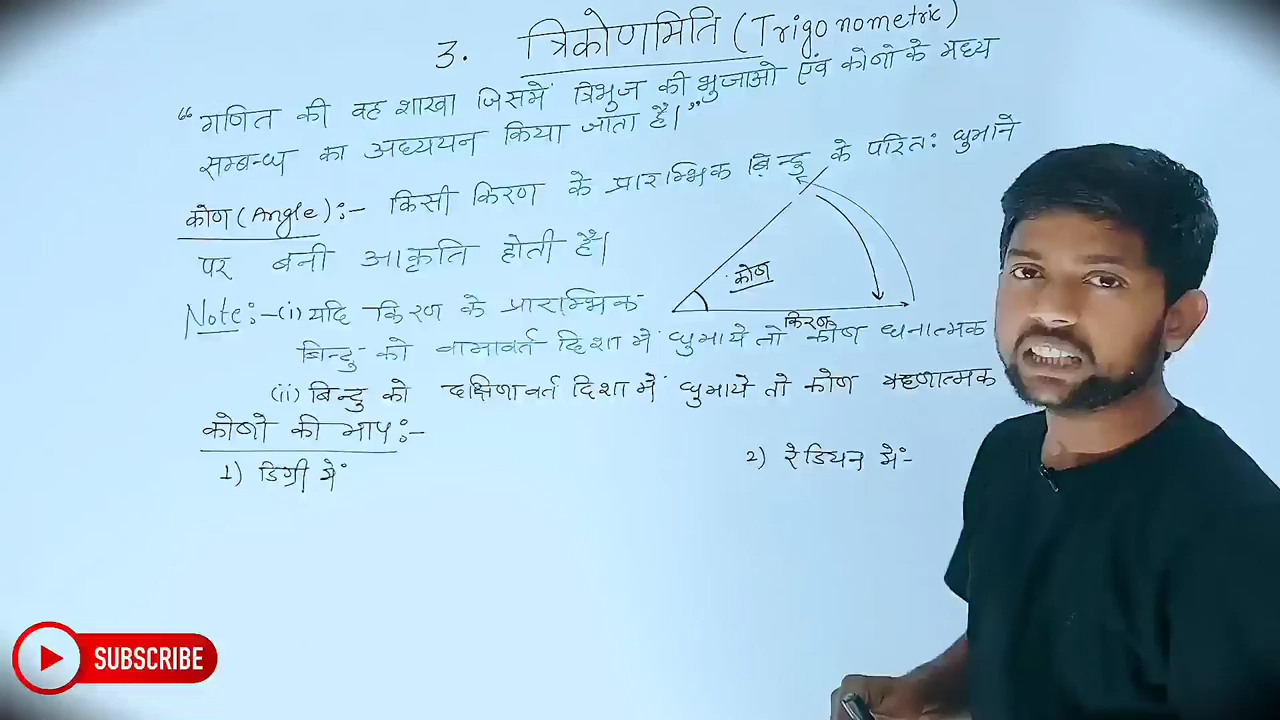 3. त्रिकोणमिति (Trigonometric)
“गणित की वह शाखा जिसमें त्रिभुज की भुजाओ एवं कोनो के मध्य
सम्बन्ध का अध्ययन किया जाता है।”
कोण (Angle) :- किसी किरण के प्रारम्भिक बिन्दु के परितः घुमाने
पर बनी आकृति होती है।
कोण
किरण
Note:- (i) यदि किरण के प्रारम्भिक-
बिन्दु को वामावर्त दिशा में घुमाये तो कोण धनात्मक
(ii) बिन्दु को दक्षिणावर्त दिशा में घुमाये तो कोण ऋणात्मक
कोणो की माप :-
1) डिग्री में
2) रेडियन में:-
SUBSCRIBE